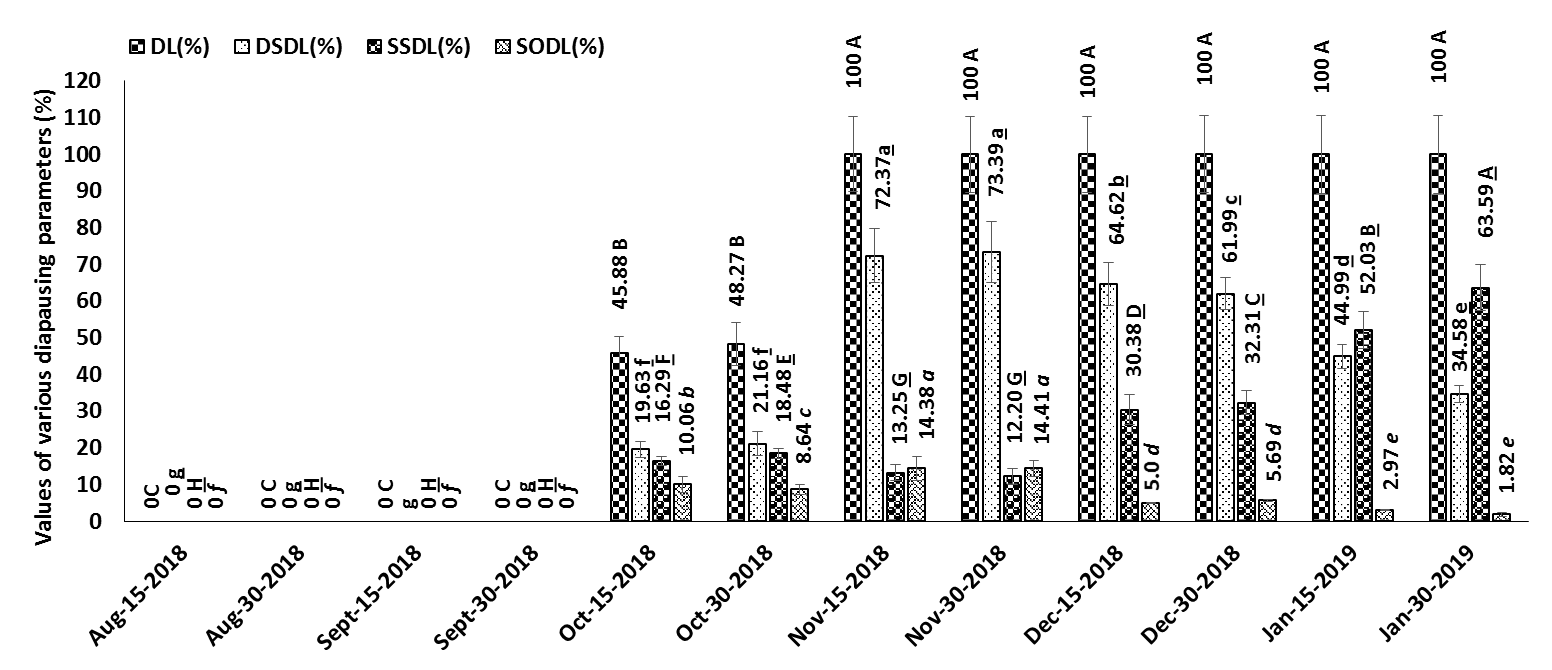 DL(%) DSDL(%) SSDL(%) SODL(%)
Values of various diapausing parameters (%)
120
110
100
90
80
70
60
50
40
30
20
10
0
0C
0 g
0 H
0 f
0 C
0 g
0 H
0 f
0 C
g
0 H
0 f
0 C
0 g
0 H
0 f
45.88 B
19.63 f
16.29 F
10.06 b
48.27 B
21.16 f
18.48 E
8.64 c
100 A
72.37a
13.25 G
14.38 a
100 A
73.39 a
12.20 G
14.41 a
100 A
64.62 b
30.38 D
5.0 d
100 A
61.99 c
32.31 C
5.69 d
100 A
44.99 d
52.03 B
2.97 e
100 A
34.58 e
63.59 A
1.82 e
Aug-15-2018
Aug-30-2018
Sept-15-2018
Sept-30-2018
Oct-15-2018
Oct-30-2018
Nov-15-2018
Nov-30-2018
Dec-15-2018
Dec-30-2018
Jan-15-2019
Jan-30-2019